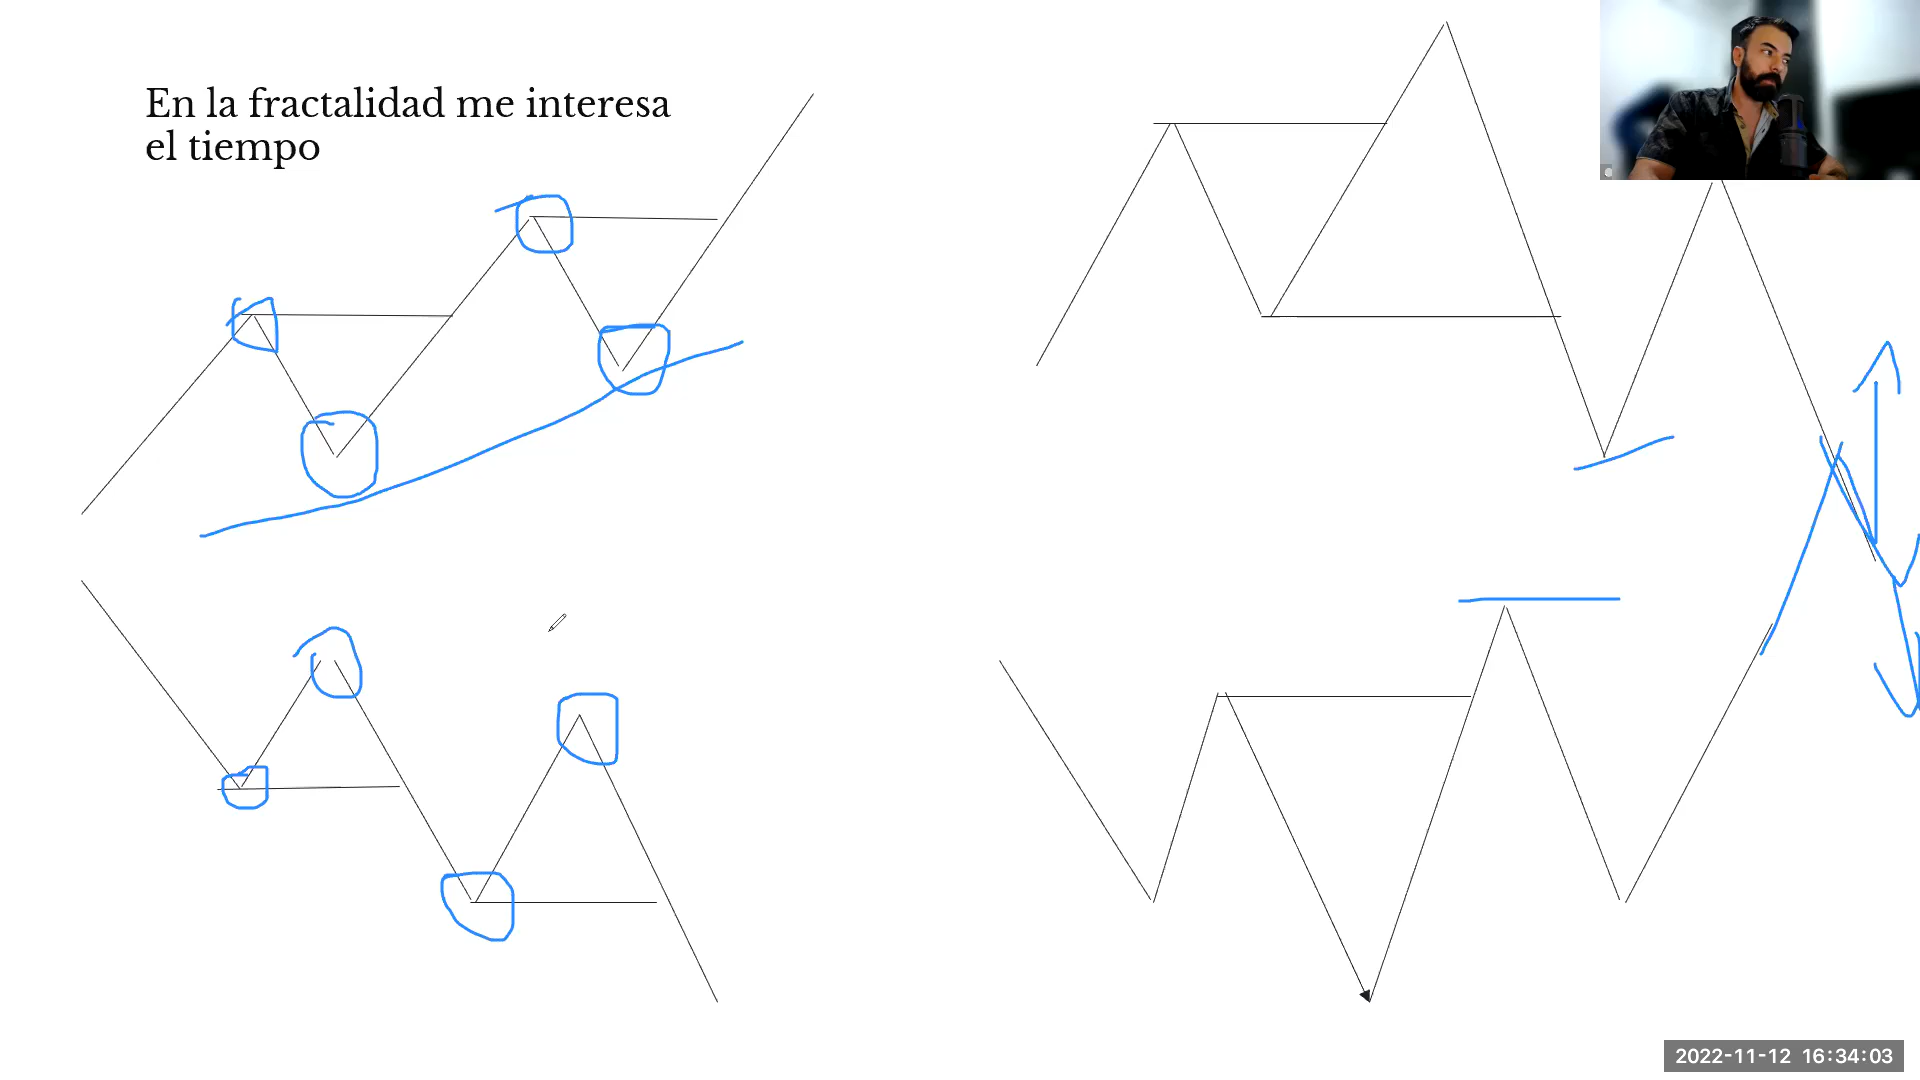 En la fractalidad me interesa
el tiempo
2022-11-12 16:34:03